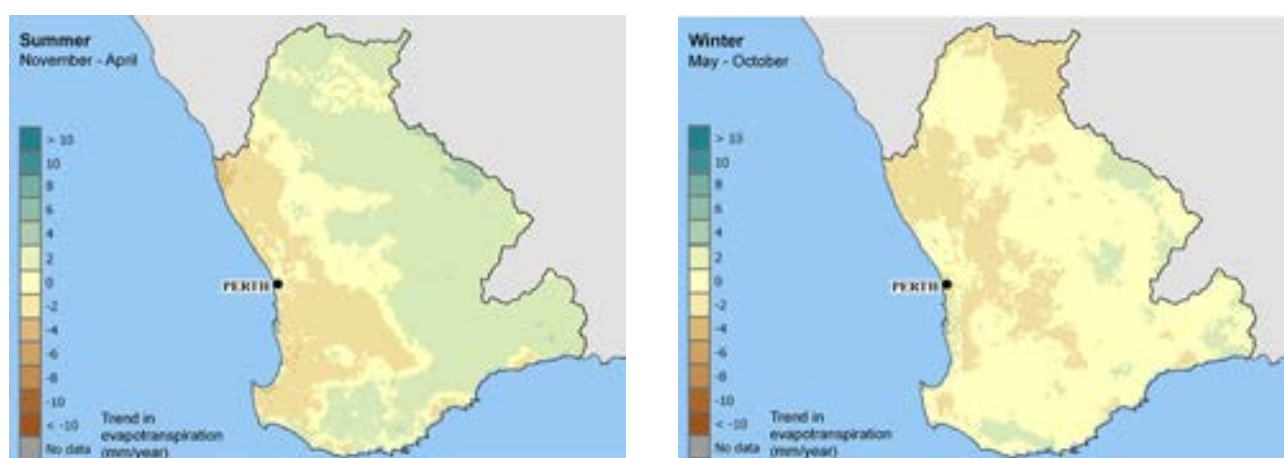 Summer
November - April
> 10
10
8
6
4
2
0
-2
-4
-6
-8
-10
< -10
No data
Trend in
evapotranspiration
(mm/year)
PERTH
Winter
May - October
> 10
10
8
6
4
2
0
-2
-4
-6
-8
-10
< -10
No data
Trend in
evapotranspiration
(mm/year)
PERTH